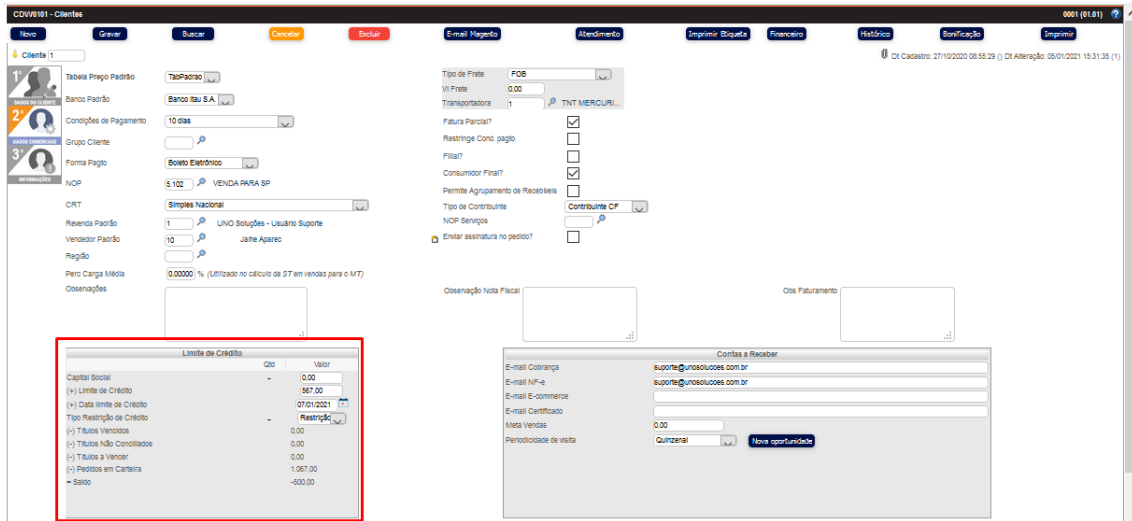 CDVV0101 - Clientes 0001 (01.01) ?
Novo Gravar Buscar Cancelar Excluir E-mail Magento Atendimento Imprimir Etiqueta Financeiro Histórico Bonificação Imprimir
Cliente 1 Dt Cadastro: 27/10/2020 08:55:29 () Dt Alteração: 05/01/2021 15:31:35 (1)
1º
DADOS DO CLIENTE
2º
DADOS COMERCIAIS
3º
INFORMAÇÕES
Tabela Preço Padrão TabPadrao
Banco Padrão Banco Itau S.A.
Condições de Pagamento 10 dias
Grupo Cliente
Forma Pagto Boleto Eletrônico
NOP 5.102 VENDA PARA SP
CRT Simples Nacional
Revenda Padrão 1 UNO Soluções - Usuário Suporte
Vendedor Padrão 10 Jaihe Aparec
Região
Perc Carga Média 0,00000 % (Utilizado no cálculo da ST em vendas para o MT)
Observações
Tipo de Frete FOB
Vl Frete 0,00
Transportadora 1 TNT MERCURI...
Fatura Parcial?
Restringe Cond. pagto
Filial?
Consumidor Final?
Permite Agrupamento de Recebíveis
Tipo de Contribuinte Contribuinte CF
NOP Serviços
Enviar assinatura no pedido?
Observação Nota Fiscal
Obs Faturamento
Limite de Crédito
Qtd Valor
Capital Social - 0,00
(+) Limite de Crédito 567,00
(+) Data limite de Crédito 07/01/2021
Tipo Restrição de Crédito - Restrição
(-) Títulos Vencidos 0,00
(-) Títulos Não Conciliados 0,00
(-) Títulos a Vencer 0,00
(-) Pedidos em Carteira 1.067,00
= Saldo -500,00
Contas a Receber
E-mail Cobrança suporte@unosolucoes.com.br
E-mail NF-e suporte@unosolucoes.com.br
E-mail E-commerce
E-mail Certificado
Meta Vendas 0,00
Periodicidade de visita Quinzenal Nova oportunidade